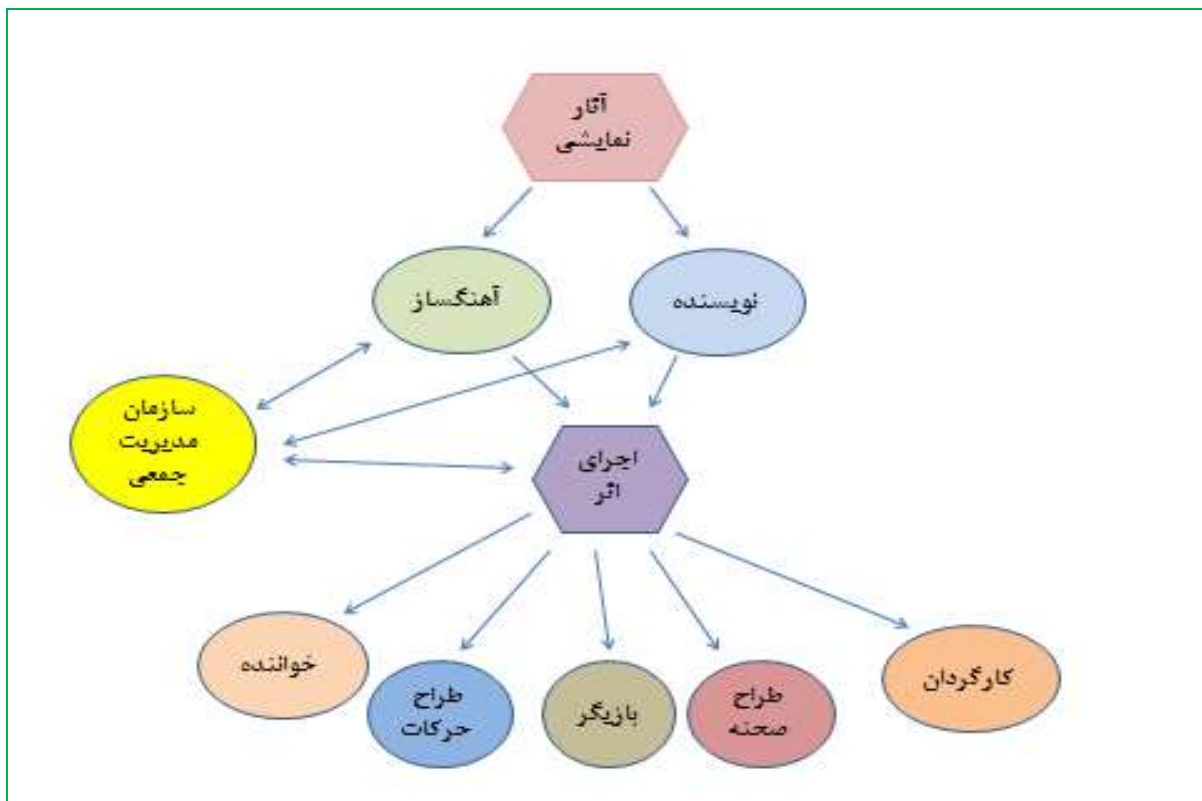 آثار
نمایشی
نویسنده
آهنگساز
سازمان
مدیریت
جمعی
اجرای
اثر
کارگردان
طراح
صحنه
بازیگر
طراح
حرکات
خواننده